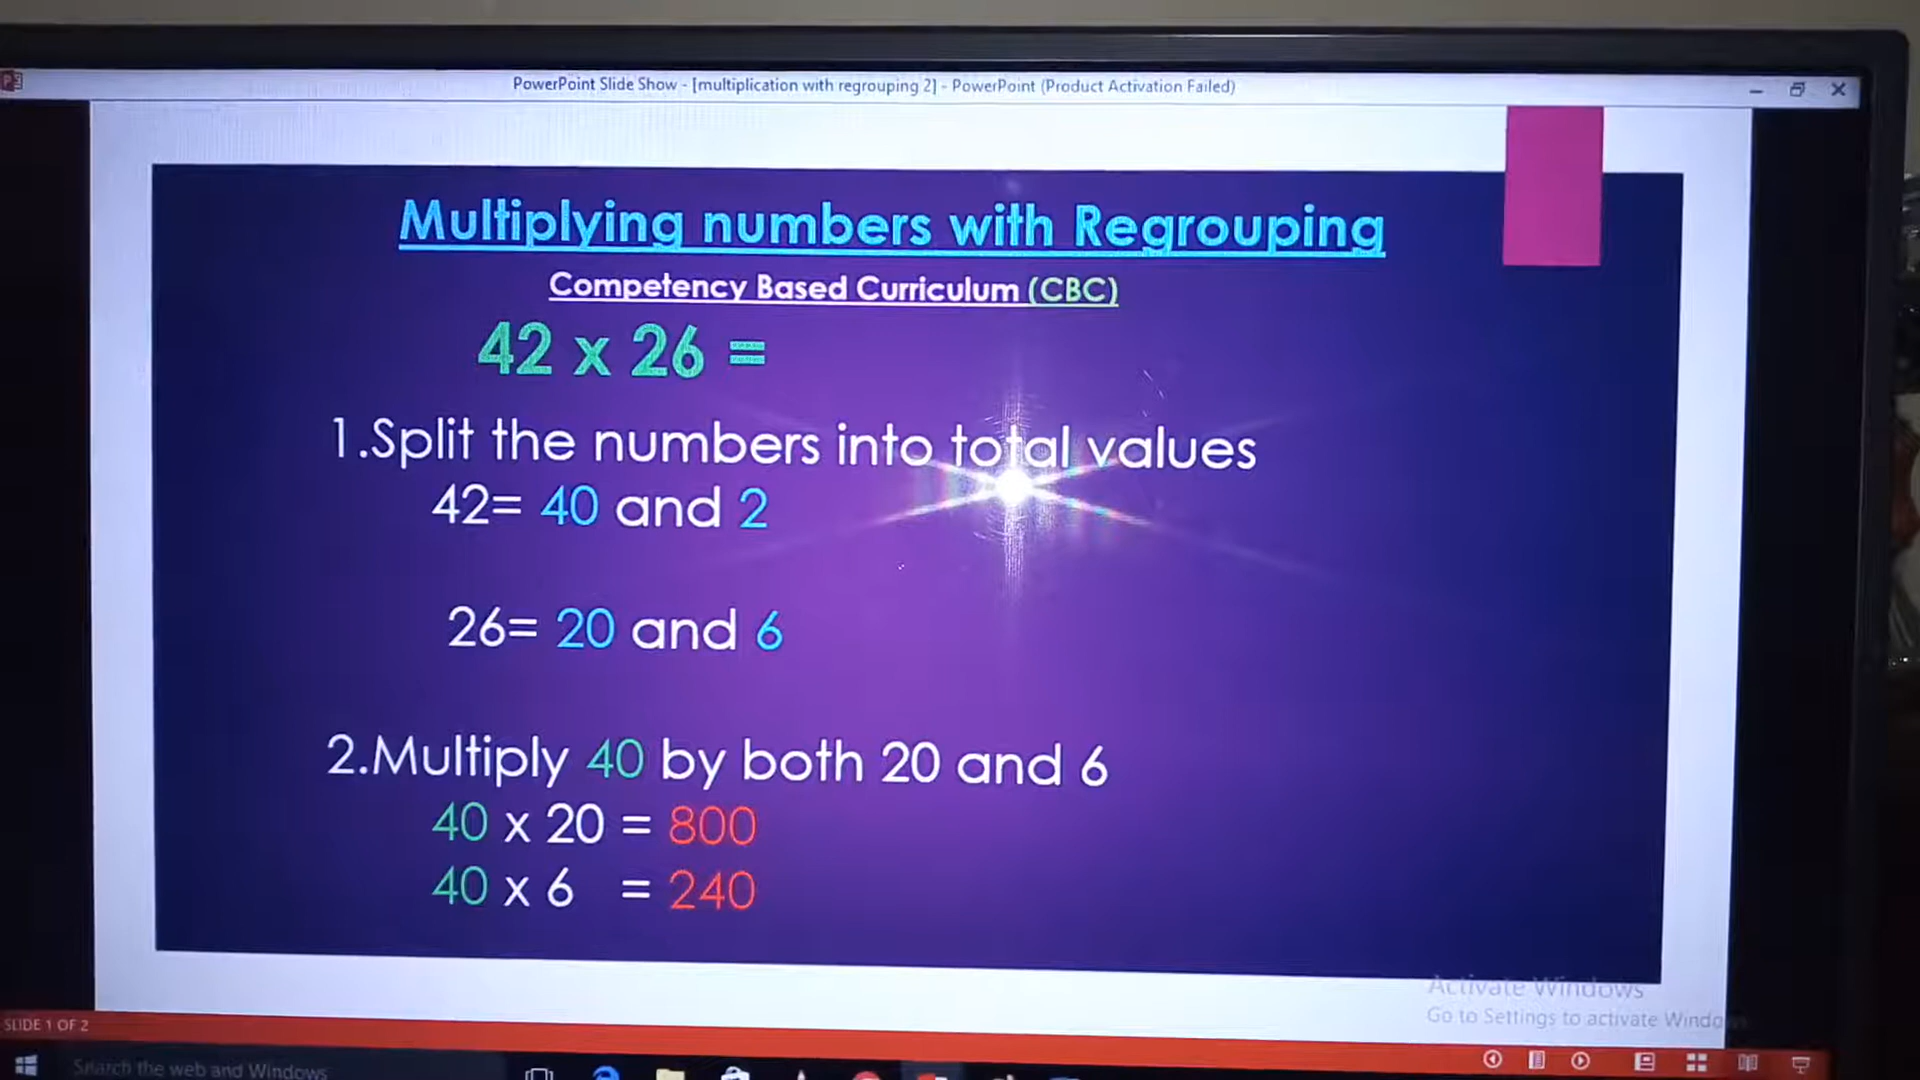 PowerPoint Slide Show - [multiplication with regrouping 2] - PowerPoint (Product Activation Failed)
Multiplying numbers with Regrouping
Competency Based Curriculum (CBC)
42 x 26 =
1.Split the numbers into total values
42= 40 and 2
26= 20 and 6
2.Multiply 40 by both 20 and 6
40 x 20 = 800
40 x 6 = 240
Activate Windows
Go to Settings to activate Windo
SLIDE 1 OF 2
Search the web and Windows